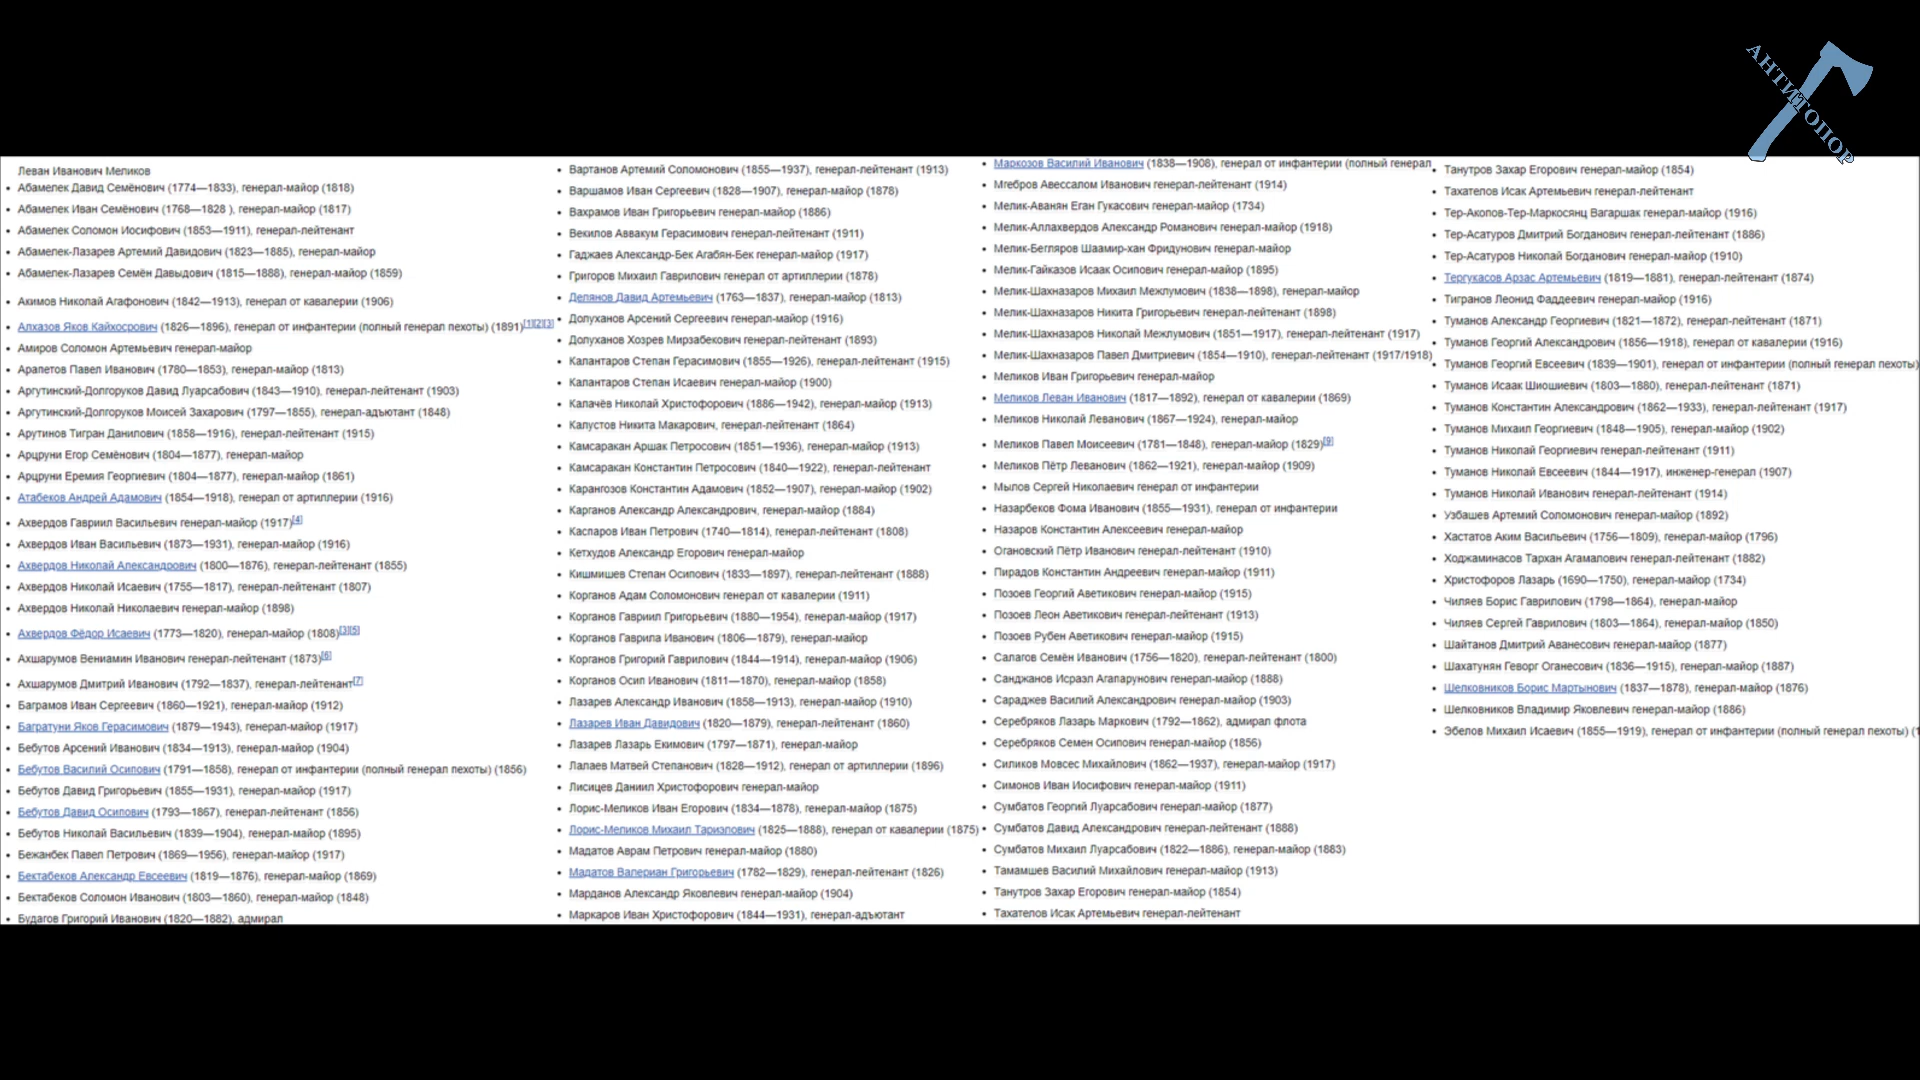 АНТИТОПОР
Леван Иванович Меликов
• Абамелек Давид Семёнович (1774—1833), генерал-майор (1818)
• Абамелек Иван Семёнович (1768—1828 ), генерал-майор (1817)
• Абамелек Соломон Иосифович (1853—1911), генерал-лейтенант
• Абамелек-Лазарев Артемий Давидович (1823—1885), генерал-майор
• Абамелек-Лазарев Семён Давыдович (1815—1888), генерал-майор (1859)
• Акимов Николай Агафонович (1842—1913), генерал от кавалерии (1906)
• Алхазов Яков Кайхосрович (1826—1896), генерал от инфантерии (полный генерал пехоты) (1891)[1][2][3]
• Амиров Соломон Артемьевич генерал-майор
• Арапетов Павел Иванович (1780—1853), генерал-майор (1813)
• Аргутинский-Долгоруков Давид Луарсабович (1843—1910), генерал-лейтенант (1903)
• Аргутинский-Долгоруков Моисей Захарович (1797—1855), генерал-адъютант (1848)
• Арутинов Тигран Данилович (1858—1916), генерал-лейтенант (1915)
• Арцруни Егор Семёнович (1804—1877), генерал-майор
• Арцруни Еремия Георгиевич (1804—1877), генерал-майор (1861)
• Атабеков Андрей Адамович (1854—1918), генерал от артиллерии (1916)
• Ахвердов Гавриил Васильевич генерал-майор (1917)[4]
• Ахвердов Иван Васильевич (1873—1931), генерал-майор (1916)
• Ахвердов Николай Александрович (1800—1876), генерал-лейтенант (1855)
• Ахвердов Николай Исаевич (1755—1817), генерал-лейтенант (1807)
• Ахвердов Николай Николаевич генерал-майор (1898)
• Ахвердов Фёдор Исаевич (1773—1820), генерал-майор (1808)[3][5]
• Ахшарумов Вениамин Иванович генерал-лейтенант (1873)[6]
• Ахшарумов Дмитрий Иванович (1792—1837), генерал-лейтенант[7]
• Баграмов Иван Сергеевич (1860—1921), генерал-майор (1912)
• Багратуни Яков Герасимович (1879—1943), генерал-майор (1917)
• Бебутов Арсений Иванович (1834—1913), генерал-майор (1904)
• Бебутов Василий Осипович (1791—1858), генерал от инфантерии (полный генерал пехоты) (1856)
• Бебутов Давид Григорьевич (1855—1931), генерал-майор (1917)
• Бебутов Давид Осипович (1793—1867), генерал-лейтенант (1856)
• Бебутов Николай Васильевич (1839—1904), генерал-майор (1895)
• Бежанбек Павел Петрович (1869—1956), генерал-майор (1917)
• Бектабеков Александр Евсеевич (1819—1876), генерал-майор (1869)
• Бектабеков Соломон Иванович (1803—1860), генерал-майор (1848)
• Будагов Григорий Иванович (1820—1882), адмирал
• Вартанов Артемий Соломонович (1855—1937), генерал-лейтенант (1913)
• Варшамов Иван Сергеевич (1828—1907), генерал-майор (1878)
• Вахрамов Иван Григорьевич генерал-майор (1886)
• Векилов Аввакум Герасимович генерал-лейтенант (1911)
• Гаджаев Александр-Бек Агабян-Бек генерал-майор (1917)
• Григоров Михаил Гаврилович генерал от артиллерии (1878)
• Делянов Давид Артемьевич (1763—1837), генерал-майор (1813)
• Долуханов Арсений Сергеевич генерал-майор (1916)
• Долуханов Хозрев Мирзабекович генерал-лейтенант (1893)
• Калантаров Степан Герасимович (1855—1926), генерал-лейтенант (1915)
• Калантаров Степан Исаевич (1900)
• Калачёв Николай Христофорович (1886—1942), генерал-майор (1913)
• Калустов Никита Макарович, генерал-лейтенант (1864)
• Камсаракан Аршак Петросович (1851—1936), генерал-майор (1913)
• Камсаракан Константин Петросович (1840—1922), генерал-лейтенант
• Карангозов Константин Адамович (1852—1907), генерал-майор (1902)
• Карганов Александр Александрович, генерал-майор (1884)
• Каспаров Иван Петрович (1740—1814), генерал-лейтенант (1808)
• Кетхудов Александр Егорович генерал-майор
• Кишмишев Степан Осипович (1833—1897), генерал-лейтенант (1888)
• Корганов Адам Соломонович генерал от кавалерии (1911)
• Корганов Гавриил Григорьевич (1880—1954), генерал-майор (1917)
• Корганов Гаврила Иванович (1806—1879), генерал-майор
• Корганов Григорий Гаврилович (1844—1914), генерал-майор (1906)
• Корганов Осип Иванович (1811—1870), генерал-майор (1858)
• Лазарев Александр Иванович (1858—1913), генерал-майор (1910)
• Лазарев Иван Давидович (1820—1879), генерал-лейтенант (1860)
• Лазарев Лазарь Екимович (1797—1871), генерал-майор
• Лалаев Матвей Степанович (1828—1912), генерал от артиллерии (1896)
• Лисицев Даниил Христофорович генерал-майор
• Лорис-Меликов Иван Егорович (1834—1878), генерал-майор (1875)
• Лорис-Меликов Михаил Тариэлович (1825—1888), генерал от кавалерии (1875)
• Мадатов Аврам Петрович генерал-майор (1880)
• Мадатов Валериан Григорьевич (1782—1829), генерал-лейтенант (1826)
• Марданов Александр Яковлевич генерал-майор (1904)
• Маркаров Иван Христофорович (1844—1931), генерал-адъютант
• Маркозов Василий Иванович (1838—1908), генерал от инфантерии (полный генерал
• Мгебров Авессалом Иванович генерал-лейтенант (1914)
• Мелик-Аванян Еган Гукасович генерал-майор (1734)
• Мелик-Аллахвердов Александр Романович генерал-майор (1918)
• Мелик-Бегляров Шаамир-хан Фридунович генерал-майор
• Мелик-Гайказов Исаак Осипович генерал-майор (1895)
• Мелик-Шахназаров Михаил Межлумович (1838—1898), генерал-майор
• Мелик-Шахназаров Никита Григорьевич генерал-лейтенант (1898)
• Мелик-Шахназаров Николай Межлумович (1851—1917), генерал-лейтенант (1917)
• Мелик-Шахназаров Павел Дмитриевич (1854—1910), генерал-лейтенант (1917/1918)
• Меликов Иван Григорьевич генерал-майор
• Меликов Леван Иванович (1817—1892), генерал от кавалерии (1869)
• Меликов Николай Леванович (1867—1924), генерал-майор
• Меликов Павел Моисеевич (1781—1848), генерал-майор (1829)[9]
• Меликов Пётр Леванович (1862—1921), генерал-майор (1909)
• Мылов Сергей Николаевич генерал от инфантерии
• Назарбеков Фома Иванович (1855—1931), генерал от инфантерии
• Назаров Константин Алексеевич генерал-майор
• Огановский Пётр Иванович генерал-лейтенант (1910)
• Пирадов Константин Андреевич генерал-майор (1911)
• Позоев Георгий Аветикович генерал-майор (1915)
• Позоев Леон Аветикович генерал-лейтенант (1913)
• Позоев Рубен Аветикович генерал-майор (1915)
• Салагов Семён Иванович (1756—1820), генерал-лейтенант (1800)
• Санджанов Исраэл Агапарунович генерал-майор (1888)
• Сараджев Василий Александрович генерал-майор (1903)
• Серебряков Лазарь Маркович (1792—1862), адмирал флота
• Серебряков Семен Осипович генерал-майор (1856)
• Силиков Мовсес Михайлович (1862—1937), генерал-майор (1917)
• Симонов Иван Иосифович генерал-майор (1911)
• Сумбатов Георгий Луарсабович генерал-майор (1877)
• Сумбатов Давид Александрович генерал-лейтенант (1888)
• Сумбатов Михаил Луарсабович (1822—1886), генерал-майор (1883)
• Тамамшев Василий Михайлович генерал-майор (1913)
• Танутров Захар Егорович генерал-майор (1854)
• Тахателов Исак Артемьевич генерал-лейтенант
• Танутров Захар Егорович генерал-майор (1854)
• Тахателов Исак Артемьевич генерал-лейтенант
• Тер-Акопов-Тер-Маркосянц Вагаршак генерал-майор (1916)
• Тер-Асатуров Дмитрий Богданович генерал-лейтенант (1886)
• Тер-Асатуров Николай Богданович генерал-майор (1910)
• Тергукасов Арзас Артемьевич (1819—1881), генерал-лейтенант (1874)
• Тигранов Леонид Фаддеевич генерал-майор (1916)
• Туманов Александр Георгиевич (1821—1872), генерал-лейтенант (1871)
• Туманов Георгий Александрович (1856—1918), генерал от кавалерии (1916)
• Туманов Георгий Евсеевич (1839—1901), генерал от инфантерии (полный генерал пехоты)
• Туманов Исаак Шиошиевич (1803—1880), генерал-лейтенант (1871)
• Туманов Константин Александрович (1862—1933), генерал-лейтенант (1917)
• Туманов Михаил Георгиевич (1848—1905), генерал-майор (1902)
• Туманов Николай Георгиевич генерал-лейтенант (1911)
• Туманов Николай Евсеевич (1844—1917), инженер-генерал (1907)
• Туманов Николай Иванович генерал-лейтенант (1914)
• Узбашев Артемий Соломонович генерал-майор (1892)
• Хастатов Аким Васильевич (1756—1809), генерал-майор (1796)
• Ходжаминасов Тархан Агамалович генерал-лейтенант (1882)
• Христофоров Лазарь (1690—1750), генерал-майор (1734)
• Чиляев Борис Гаврилович (1798—1864), генерал-майор
• Чиляев Сергей Гаврилович (1803—1864), генерал-майор (1850)
• Шайтанов Дмитрий Аванесович генерал-майор (1877)
• Шахатунян Геворг Оганесович (1836—1915), генерал-майор (1887)
• Шелковников Борис Мартынович (1837—1878), генерал-майор (1876)
• Шелковников Владимир Яковлевич генерал-майор (1886)
• Эбелов Михаил Исаевич (1855—1919), генерал от инфантерии (полный генерал пехоты) (1